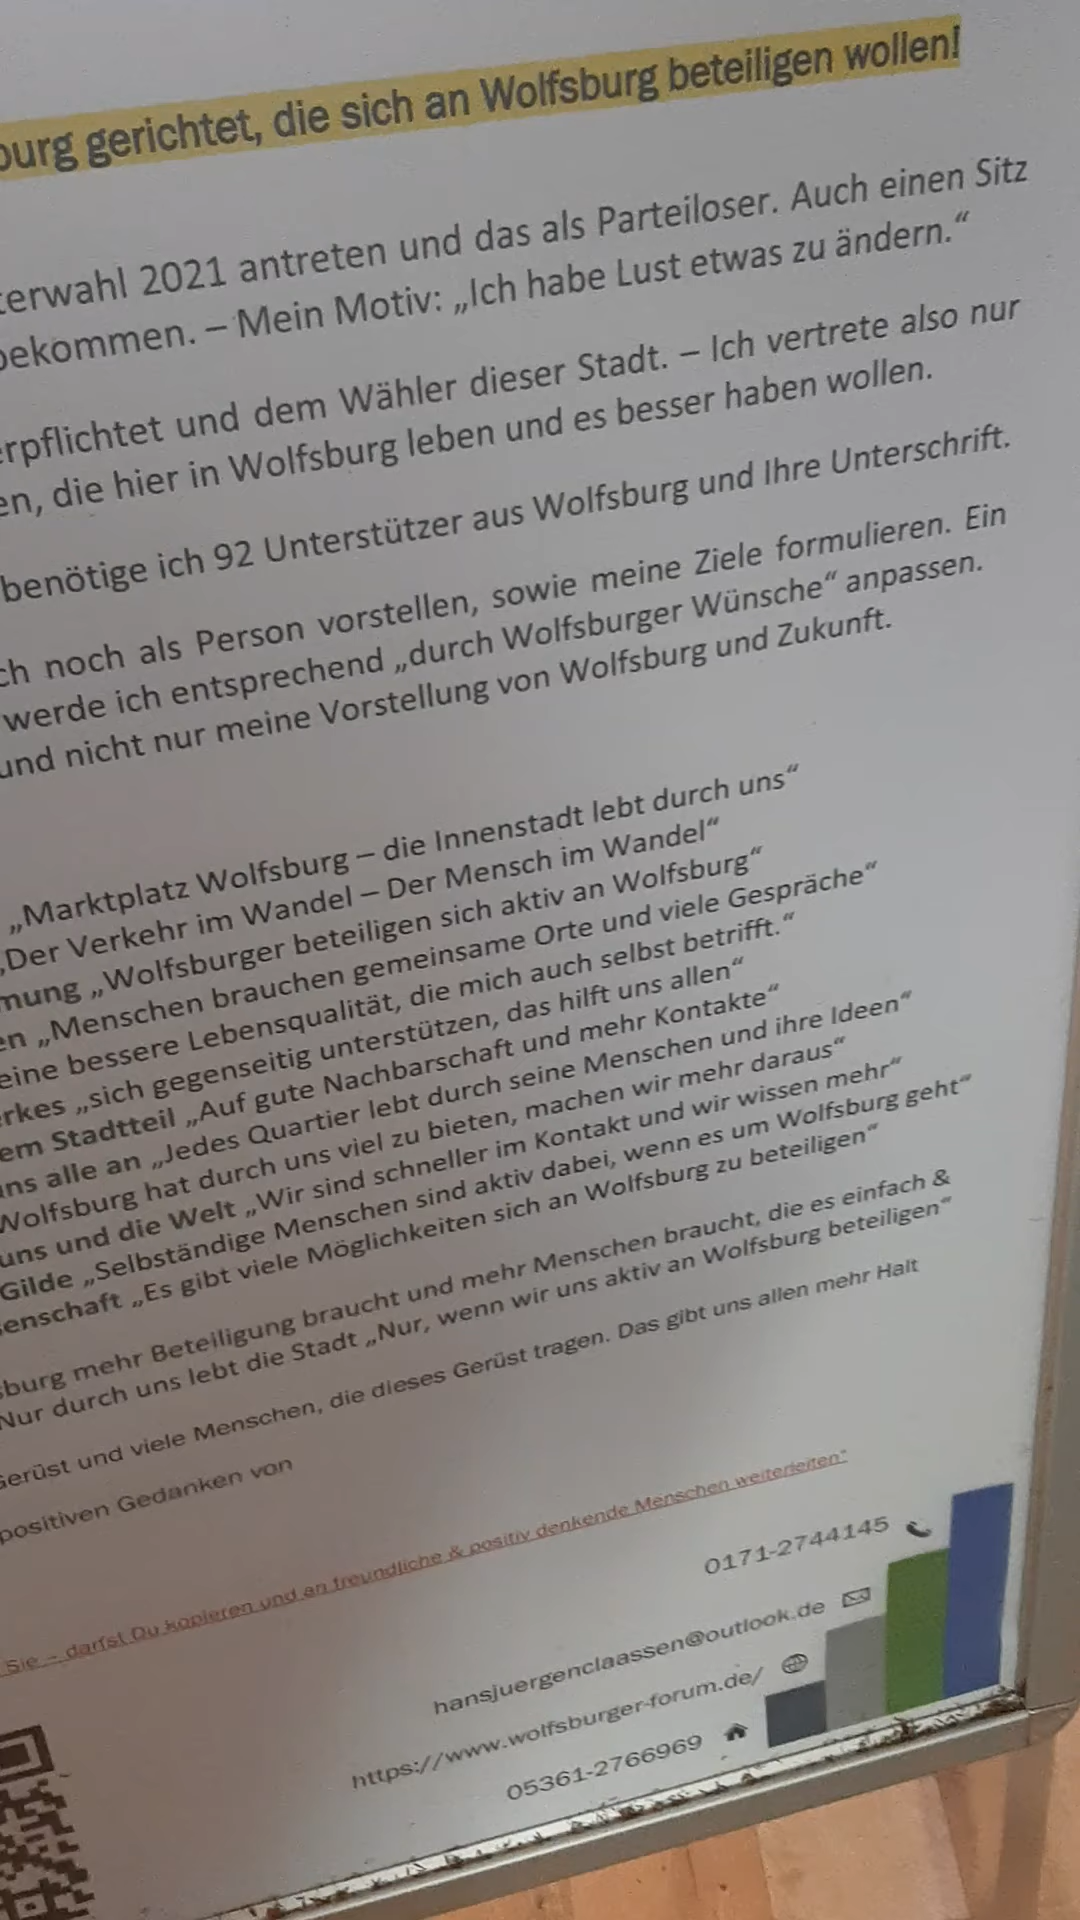 burg gerichtet, die sich an Wolfsburg beteiligen wollen!
terwahl 2021 antreten und das als Parteiloser. Auch einen Sitz
bekommen. – Mein Motiv: „Ich habe Lust etwas zu ändern.“
erpflichtet und dem Wähler dieser Stadt. – Ich vertrete also nur
en, die hier in Wolfsburg leben und es besser haben wollen.
benötige ich 92 Unterstützer aus Wolfsburg und Ihre Unterschrift.
ch noch als Person vorstellen, sowie meine Ziele formulieren. Ein
werde ich entsprechend „durch Wolfsburger Wünsche“ anpassen.
und nicht nur meine Vorstellung von Wolfsburg und Zukunft.
„Marktplatz Wolfsburg – die Innenstadt lebt durch uns“
„Der Verkehr im Wandel – Der Mensch im Wandel“
mung „Wolfsburger beteiligen sich aktiv an Wolfsburg“
en „Menschen brauchen gemeinsame Orte und viele Gespräche“
eine bessere Lebensqualität, die mich auch selbst betrifft.“
rkes „sich gegenseitig unterstützen, das hilft uns allen“
em Stadtteil „Auf gute Nachbarschaft und mehr Kontakte“
uns alle an „Jedes Quartier lebt durch seine Menschen und ihre Ideen“
Wolfsburg hat durch uns viel zu bieten, machen wir mehr daraus“
uns und die Welt „Wir sind schneller im Kontakt und wir wissen mehr“
Gilde „Selbständige Menschen sind aktiv dabei, wenn es um Wolfsburg geht“
enschaft „Es gibt viele Möglichkeiten sich an Wolfsburg zu beteiligen“
sburg mehr Beteiligung braucht und mehr Menschen braucht, die es einfach &
Nur durch uns lebt die Stadt „Nur, wenn wir uns aktiv an Wolfsburg beteiligen“
Gerüst und viele Menschen, die dieses Gerüst tragen. Das gibt uns allen mehr Halt
positiven Gedanken von
Sie – darfst Du kopieren und an freundliche & positiv denkende Menschen weiterleiten“
0171-2744145
hansjuergenclaassen@outlook.de
https://www.wolfsburger-forum.de/
05361-2766969